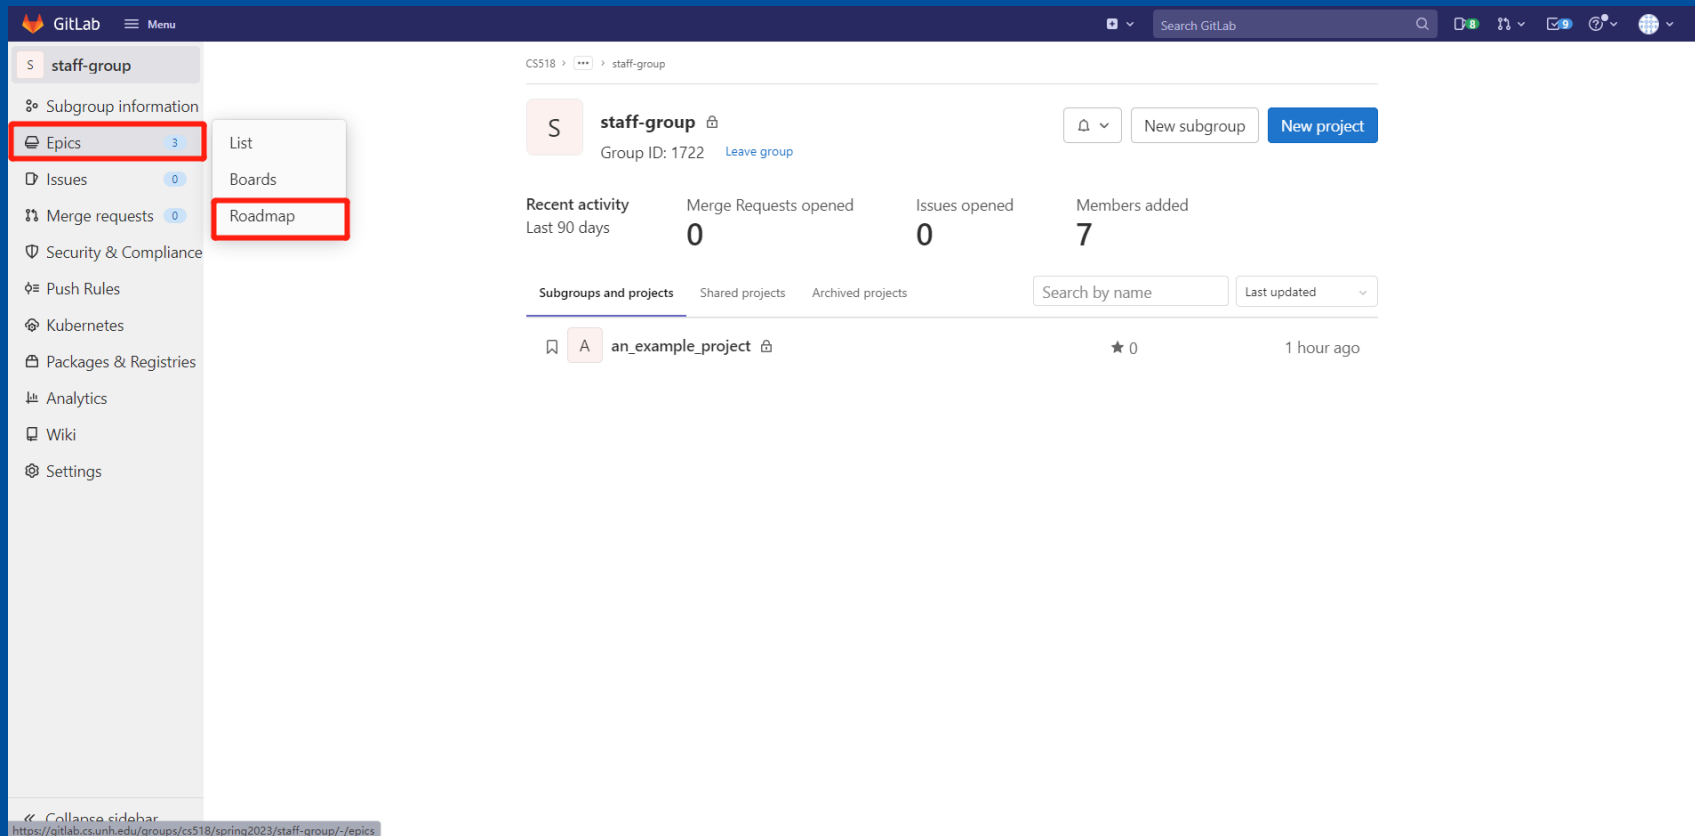 GitLab
Menu
Search GitLab
8
9
S staff-group
Subgroup information
Epics 3
Issues 0
Merge requests 0
Security & Compliance
Push Rules
Kubernetes
Packages & Registries
Analytics
Wiki
Settings
Collapse sidebar
https://gitlab.cs.unh.edu/groups/cs518/spring2023/staff-group/-/epics
List
Boards
Roadmap
CS518 › ••• › staff-group
S
staff-group
Group ID: 1722 Leave group
New subgroup
New project
Recent activity
Last 90 days
Merge Requests opened
0
Issues opened
0
Members added
7
Subgroups and projects
Shared projects
Archived projects
Search by name
Last updated
A an_example_project
0
1 hour ago